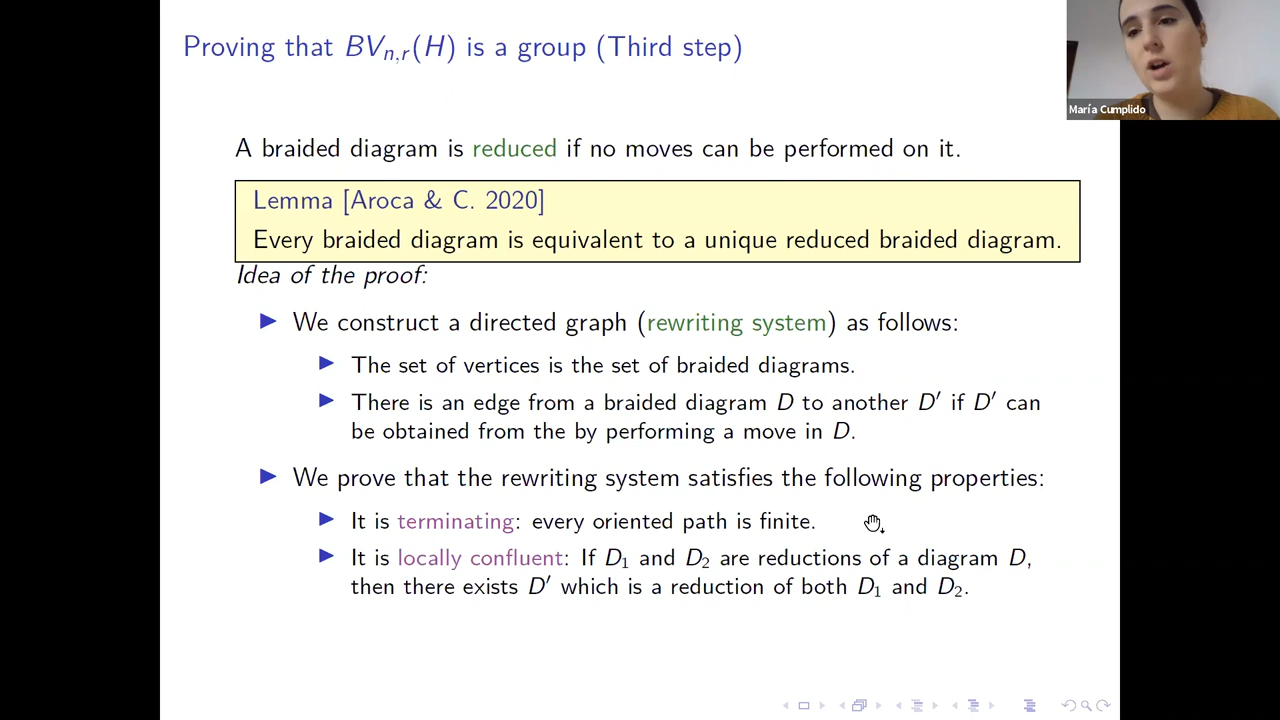 Proving that BVn,r(H) is a group (Third step)
María Cumplido
A braided diagram is reduced if no moves can be performed on it.
Lemma [Aroca & C. 2020]
Every braided diagram is equivalent to a unique reduced braided diagram.
Idea of the proof:
▶ We construct a directed graph (rewriting system) as follows:
▶ The set of vertices is the set of braided diagrams.
▶ There is an edge from a braided diagram D to another D′ if D′ can
be obtained from the by performing a move in D.
▶ We prove that the rewriting system satisfies the following properties:
▶ It is terminating: every oriented path is finite.
▶ It is locally confluent: If D₁ and D₂ are reductions of a diagram D,
then there exists D′ which is a reduction of both D₁ and D₂.